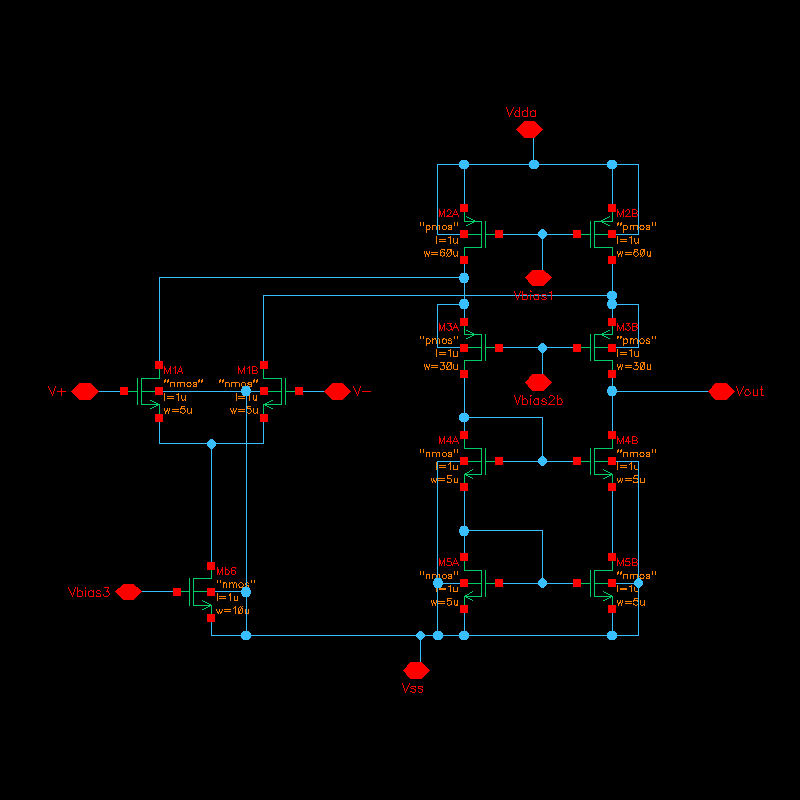 Vdda
M2A M2B
"pmos" "pmos"
l=1u l=1u
w=60u w=60u
Vbias1
M3A M3B
"pmos" "pmos"
l=1u l=1u
w=30u w=30u
M1A M1B
V+ "nmos" "nmos" V-
l=1u l=1u
w=5u w=5u
Vbias2b
Vout
M4A M4B
"nmos" "nmos"
l=1u l=1u
w=5u w=5u
M5A M5B
"nmos" "nmos"
l=1u l=1u
w=5u w=5u
Mb6
Vbias3 "nmos"
l=1u
w=10u
Vss